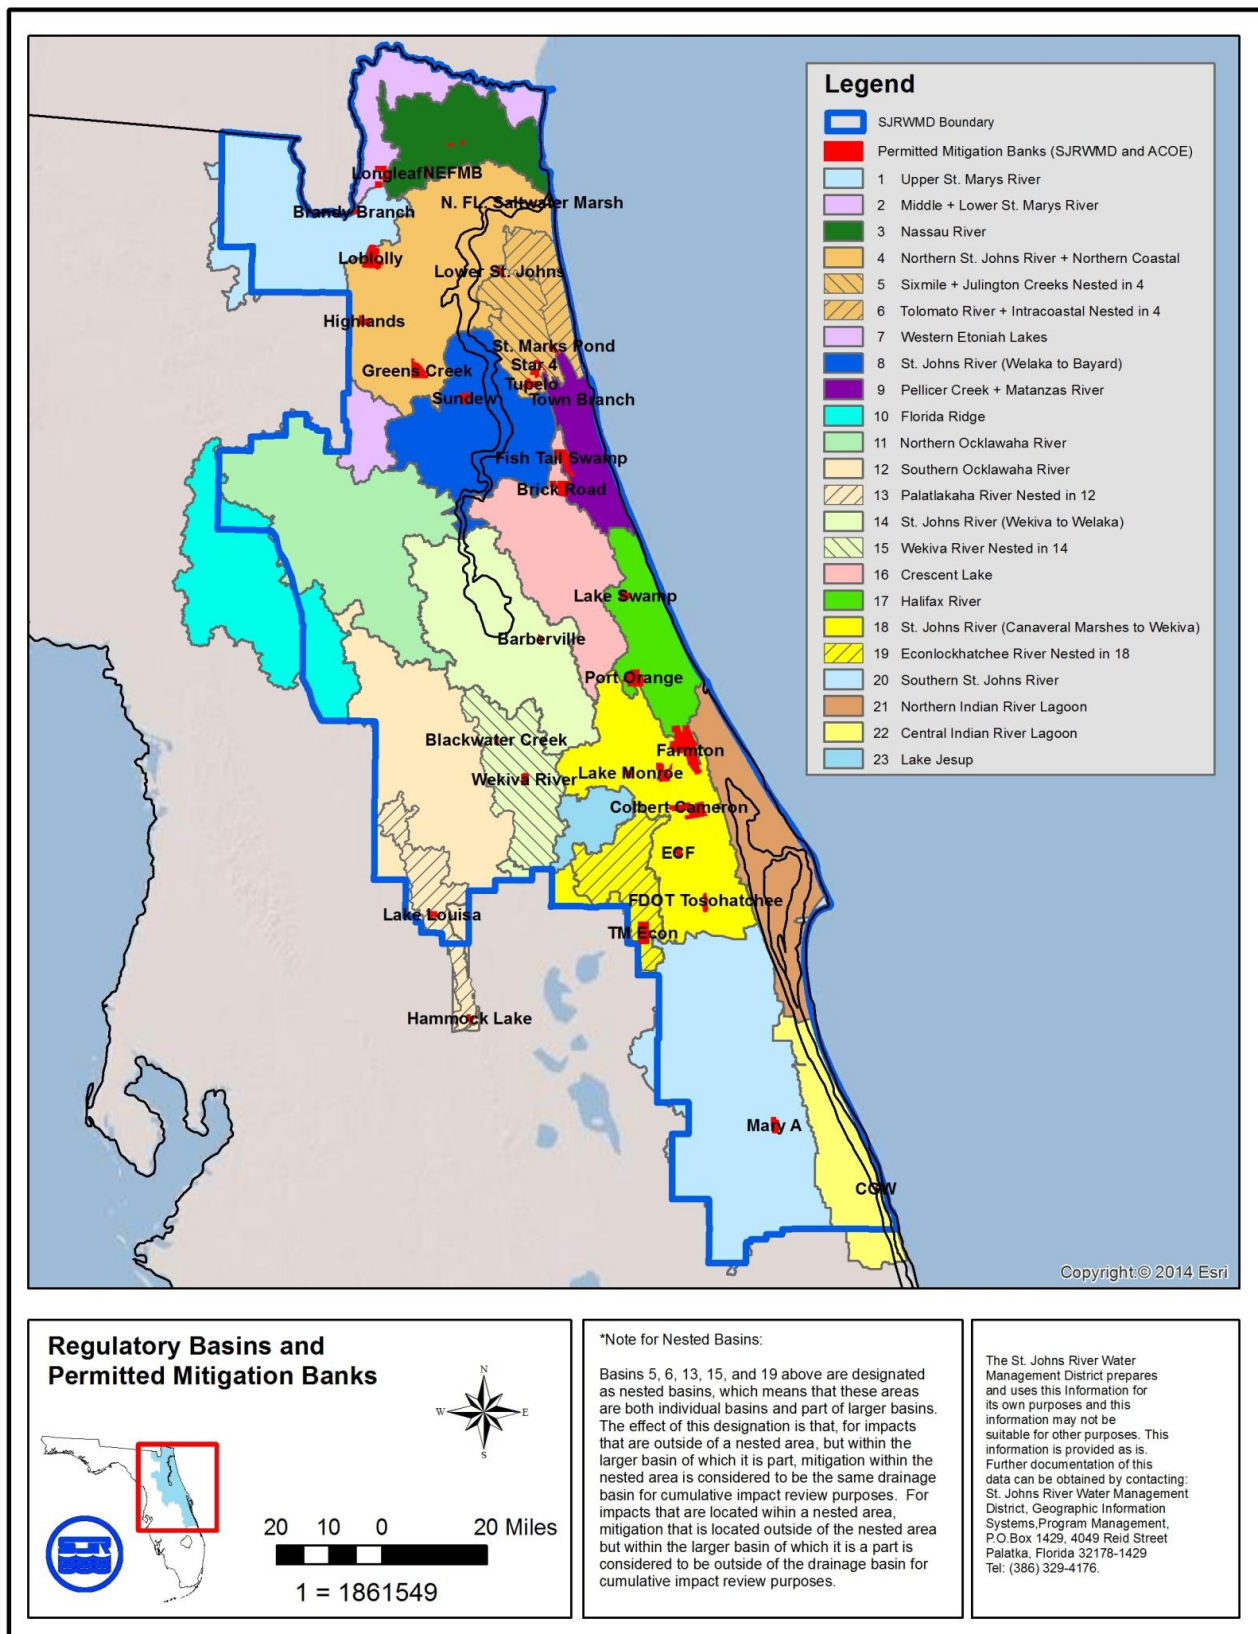 Legend
SJRWMD Boundary
Permitted Mitigation Banks (SJRWMD and ACOE)
1 Upper St. Marys River
2 Middle + Lower St. Marys River
3 Nassau River
4 Northern St. Johns River + Northern Coastal
5 Sixmile + Julington Creeks Nested in 4
6 Tolomato River + Intracoastal Nested in 4
7 Western Etoniah Lakes
8 St. Johns River (Welaka to Bayard)
9 Pellicer Creek + Matanzas River
10 Florida Ridge
11 Northern Ocklawaha River
12 Southern Ocklawaha River
13 Palatlakaha River Nested in 12
14 St. Johns River (Wekiva to Welaka)
15 Wekiva River Nested in 14
16 Crescent Lake
17 Halifax River
18 St. Johns River (Canaveral Marshes to Wekiva)
19 Econlockhatchee River Nested in 18
20 Southern St. Johns River
21 Northern Indian River Lagoon
22 Central Indian River Lagoon
23 Lake Jesup
Longleaf
NEFMB
Brandy Branch
N. FL. Saltwater Marsh
Loblolly
Lower St. Johns
Highlands
St. Marks Pond
Star 4
Greens Creek
Tupelo
Sundew
Town Branch
Fish Tail Swamp
Brick Road
Lake Swamp
Barberville
Port Orange
Blackwater Creek
Farmton
Wekiva River
Lake Monroe
Colbert Cameron
ECF
FDOT Tosohatchee
Lake Louisa
TM Econ
Hammock Lake
Mary A
CGW
Copyright:© 2014 Esri
Regulatory Basins and
Permitted Mitigation Banks
N
W
E
S
20 10 0 20 Miles
1 = 1861549
*Note for Nested Basins:
Basins 5, 6, 13, 15, and 19 above are designated
as nested basins, which means that these areas
are both individual basins and part of larger basins.
The effect of this designation is that, for impacts
that are outside of a nested area, but within the
larger basin of which it is part, mitigation within the
nested area is considered to be the same drainage
basin for cumulative impact review purposes. For
impacts that are located wihin a nested area,
mitigation that is located outside of the nested area
but within the larger basin of which it is a part is
considered to be outside of the drainage basin for
cumulative impact review purposes.
The St. Johns River Water
Management District prepares
and uses this Information for
its own purposes and this
information may not be
suitable for other purposes. This
information is provided as is.
Further documentation of this
data can be obtained by contacting:
St. Johns River Water Management
District, Geographic Information
Systems,Program Management,
P.O.Box 1429, 4049 Reid Street
Palatka, Florida 32178-1429
Tel: (386) 329-4176.